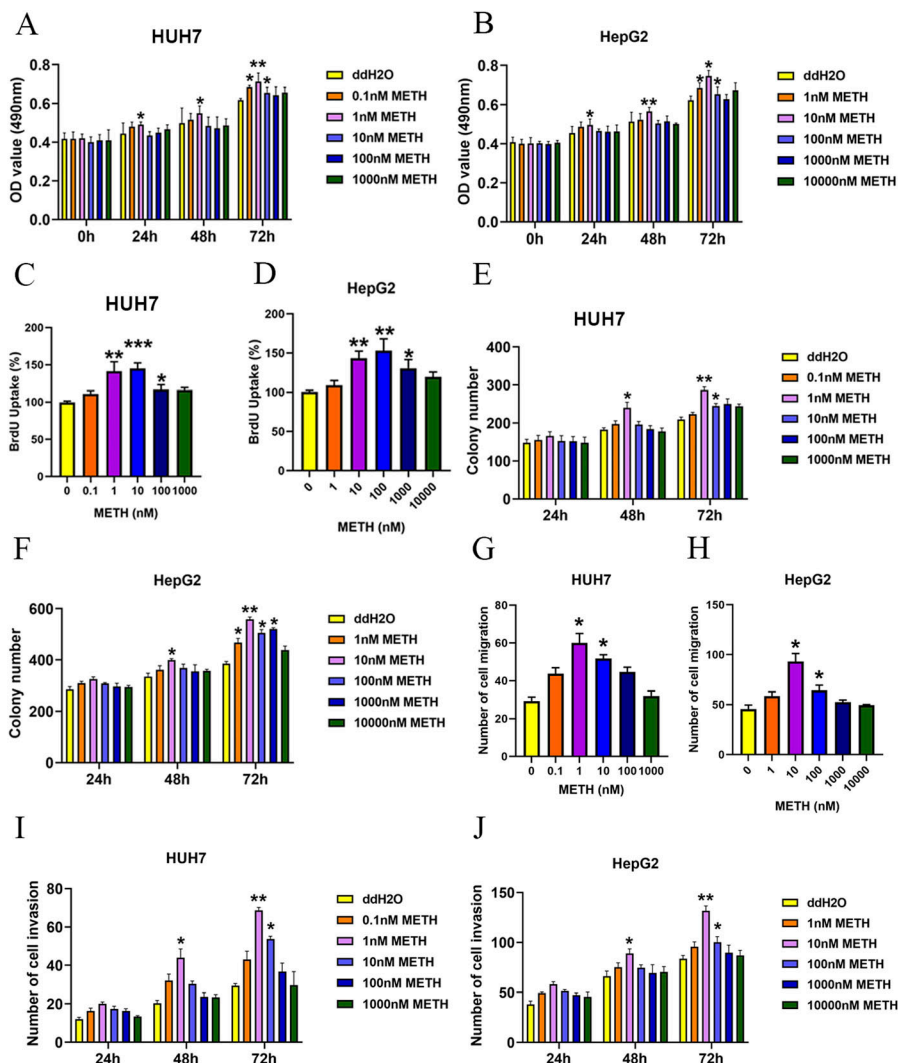 A
HUH7
OD value (490nm)
0.8
0.6
0.4
0.2
0.0
* * * ** *
0h 24h 48h 72h
ddH2O
0.1nM METH
1nM METH
10nM METH
100nM METH
1000nM METH
B
HepG2
OD value (490nm)
0.8
0.6
0.4
0.2
0.0
* ** * * *
0h 24h 48h 72h
ddH2O
1nM METH
10nM METH
100nM METH
1000nM METH
10000nM METH
C
HUH7
BrdU Uptake (%)
200
150
100
50
0
** *** *
0 0.1 1 10 100 1000
METH (nM)
D
HepG2
BrdU Uptake (%)
200
150
100
50
0
** ** *
0 1 10 100 1000 10000
METH (nM)
E
HUH7
Colony number
400
300
200
100
0
* ** *
24h 48h 72h
ddH2O
0.1nM METH
1nM METH
10nM METH
100nM METH
1000nM METH
F
HepG2
Colony number
600
400
200
0
* * ** * *
24h 48h 72h
ddH2O
1nM METH
10nM METH
100nM METH
1000nM METH
10000nM METH
G
HUH7
Number of cell migration
80
60
40
20
0
* *
0 0.1 1 10 100 1000
METH (nM)
H
HepG2
Number of cell migration
150
100
50
0
* *
0 1 10 100 1000 10000
METH (nM)
I
HUH7
Number of cell invasion
80
60
40
20
0
* ** *
24h 48h 72h
ddH2O
0.1nM METH
1nM METH
10nM METH
100nM METH
1000nM METH
J
HepG2
Number of cell invasion
150
100
50
0
* ** *
24h 48h 72h
ddH2O
1nM METH
10nM METH
100nM METH
1000nM METH
10000nM METH